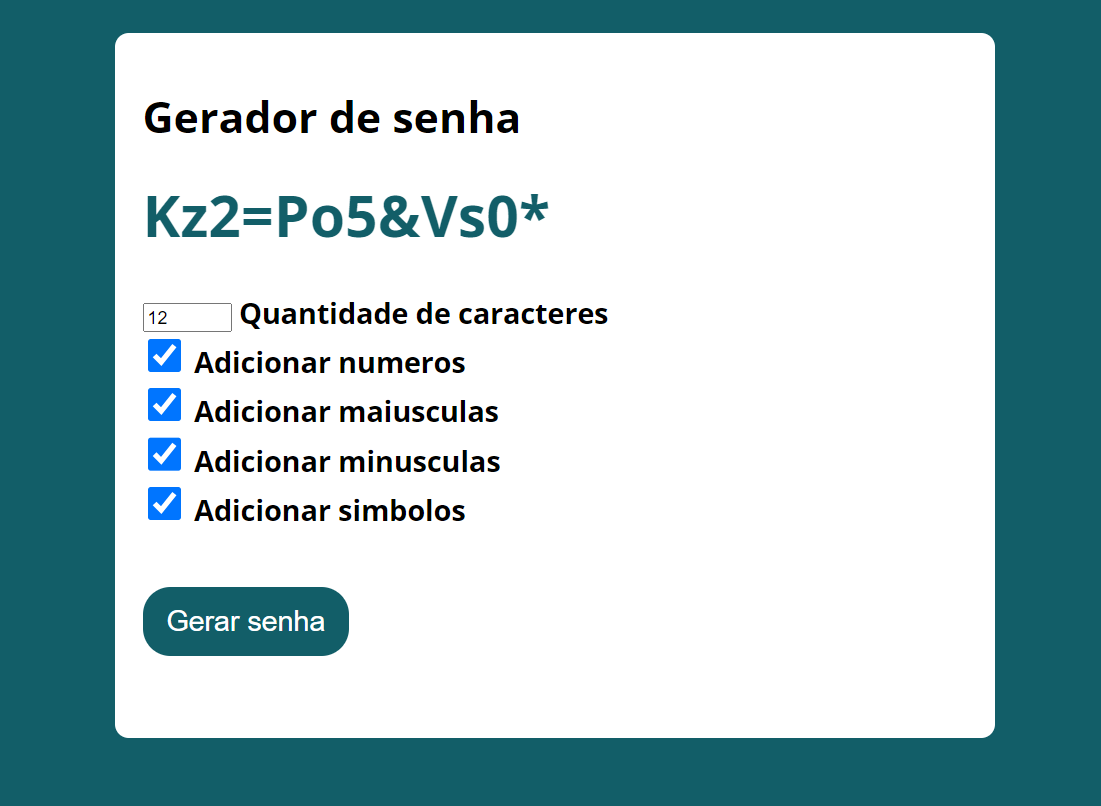 Gerador de senha
Kz2=Po5&Vs0*
12 Quantidade de caracteres
Adicionar numeros
Adicionar maiusculas
Adicionar minusculas
Adicionar simbolos
Gerar senha